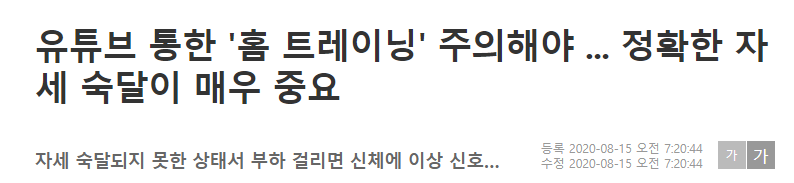 유튜브 통한 '홈 트레이닝' 주의해야 ... 정확한 자
세 숙달이 매우 중요
자세 숙달되지 못한 상태서 부하 걸리면 신체에 이상 신호...
등록 2020-08-15 오전 7:20:44
수정 2020-08-15 오전 7:20:44
가 가